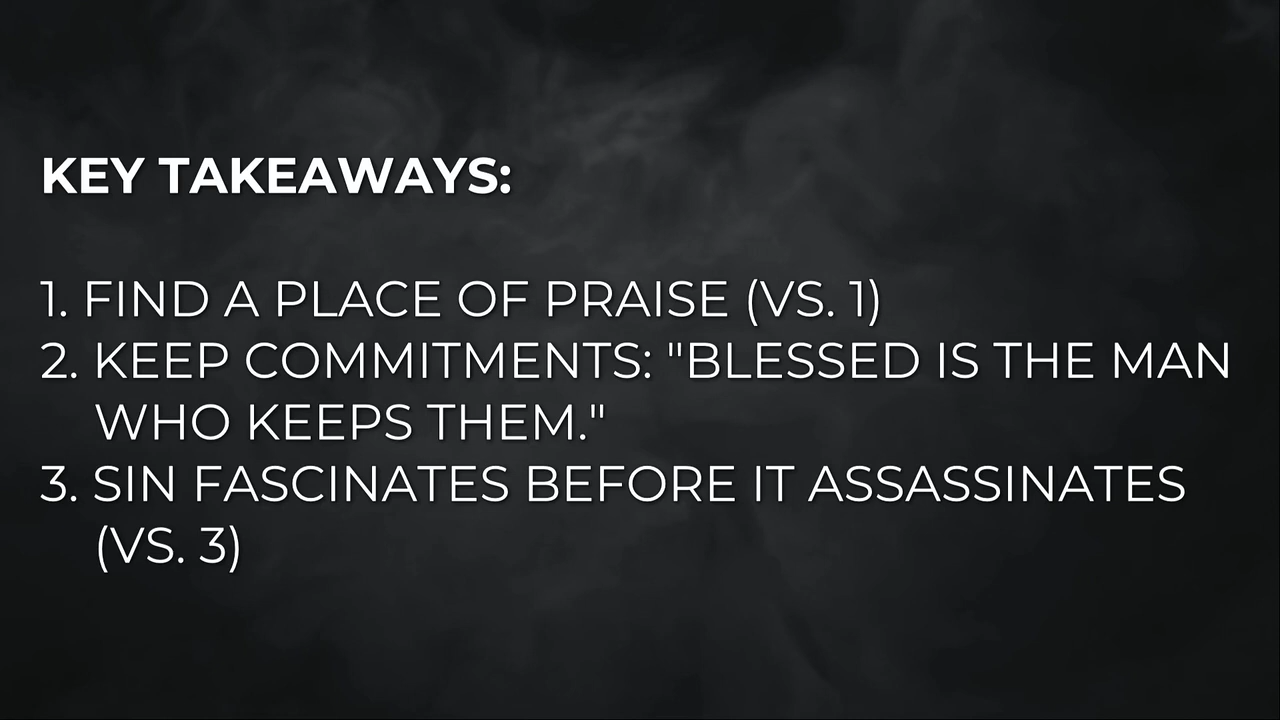 KEY TAKEAWAYS:
1. FIND A PLACE OF PRAISE (VS. 1)
2. KEEP COMMITMENTS: "BLESSED IS THE MAN
WHO KEEPS THEM."
3. SIN FASCINATES BEFORE IT ASSASSINATES
(VS. 3)